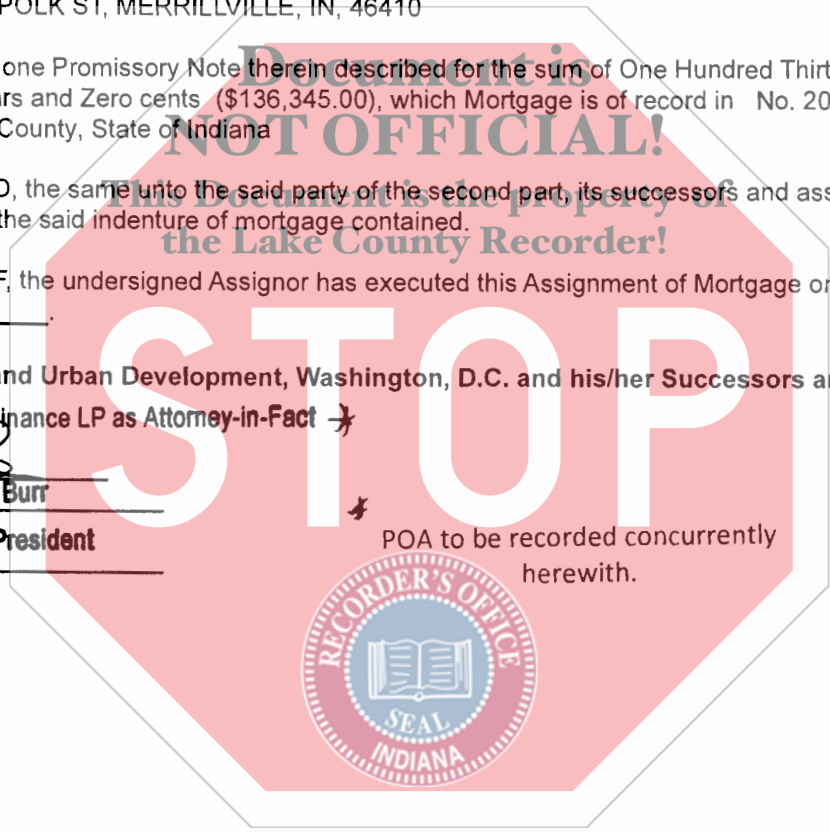 POLK ST, MERRILLVILLE, IN, 46410
Document is
one Promissory Note therein described for the sum of One Hundred Thirt
rs and Zero cents ($136,345.00), which Mortgage is of record in No. 20
County, State of Indiana
NOT OFFICIAL!
O, the same unto the said party of the second part, its successors and ass
This Document is the property of
the said indenture of mortgage contained.
the Lake County Recorder!
F, the undersigned Assignor has executed this Assignment of Mortgage on
STOP
and Urban Development, Washington, D.C. and his/her Successors an
inance LP as Attorney-in-Fact
Burr
President
POA to be recorded concurrently
herewith.
RECORDER'S OFFICE
SEAL
INDIANA